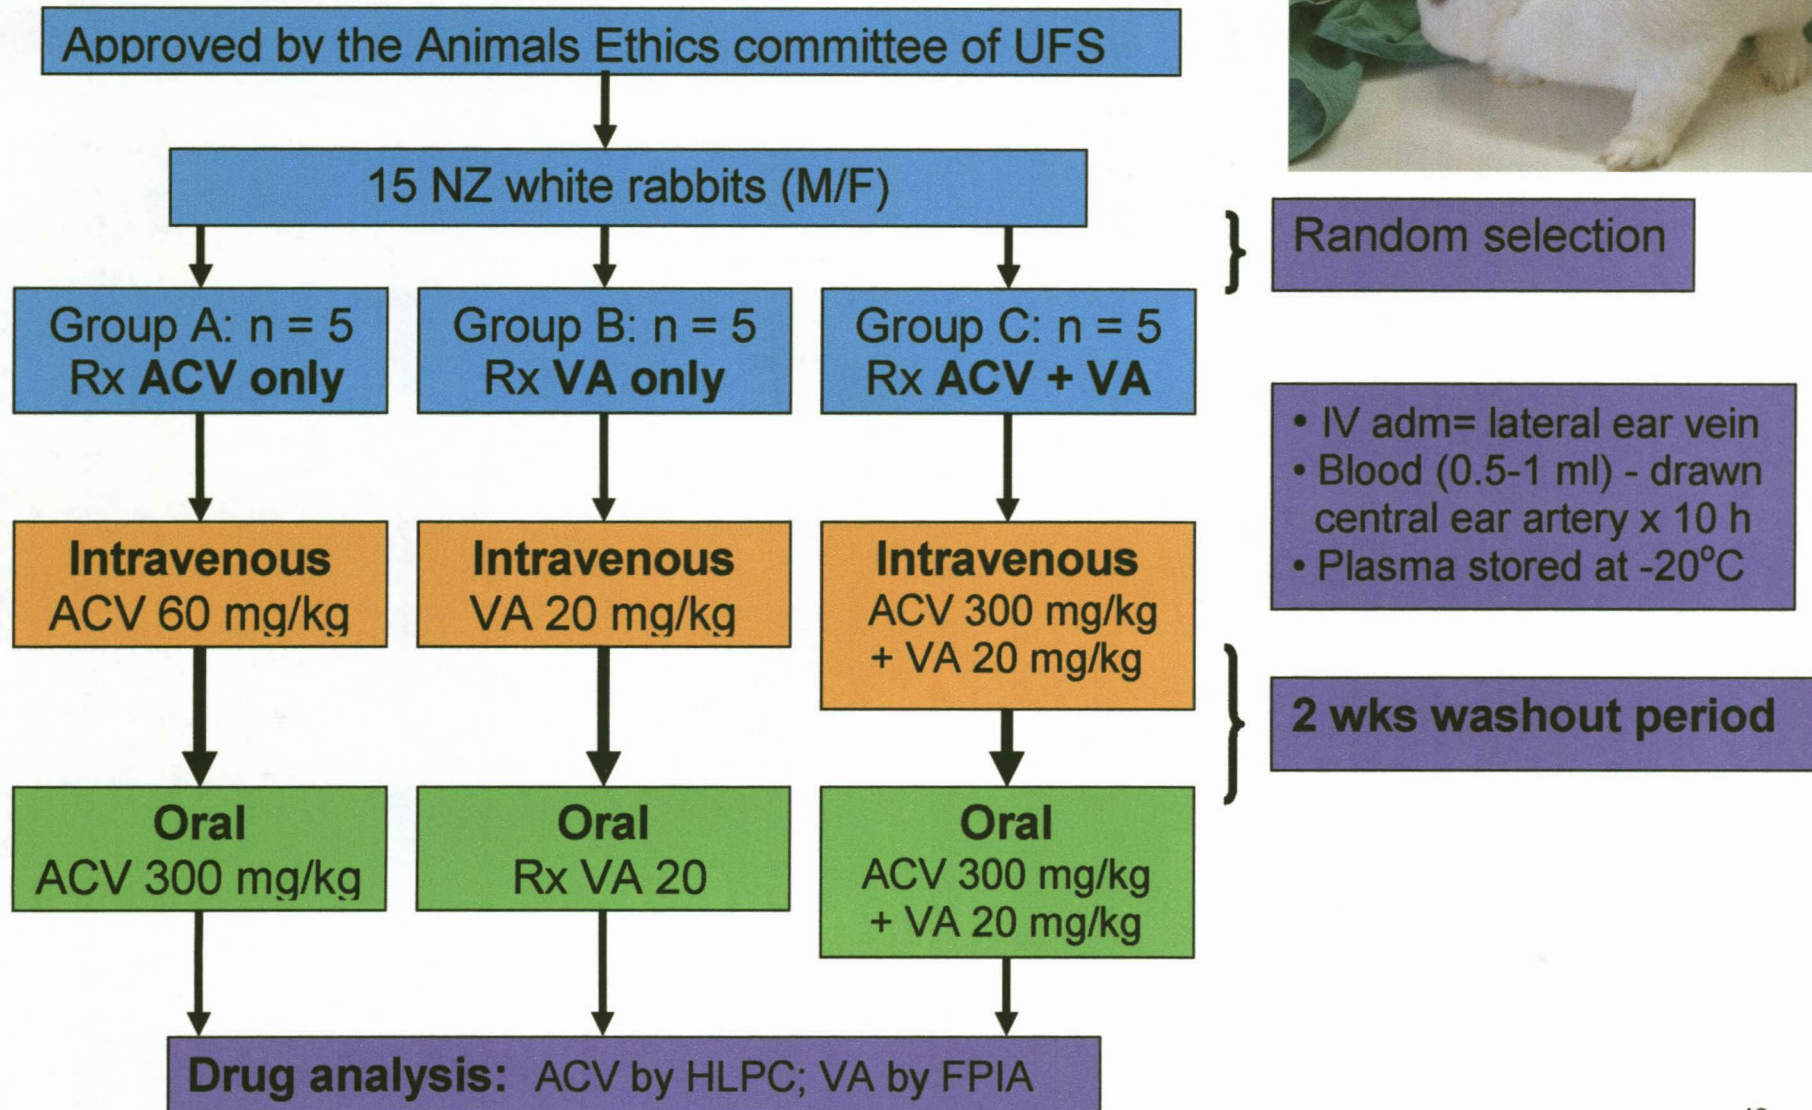 Approved by the Animals Ethics committee of UFS
15 NZ white rabbits (M/F)
Random selection
Group A: n = 5
Rx ACV only
Group B: n = 5
Rx VA only
Group C: n = 5
Rx ACV + VA
• IV adm= lateral ear vein
• Blood (0.5-1 ml) - drawn
central ear artery x 10 h
• Plasma stored at -20°C
Intravenous
ACV 60 mg/kg
Intravenous
VA 20 mg/kg
Intravenous
ACV 300 mg/kg
+ VA 20 mg/kg
2 wks washout period
Oral
ACV 300 mg/kg
Oral
Rx VA 20
Oral
ACV 300 mg/kg
+ VA 20 mg/kg
Drug analysis: ACV by HLPC; VA by FPIA